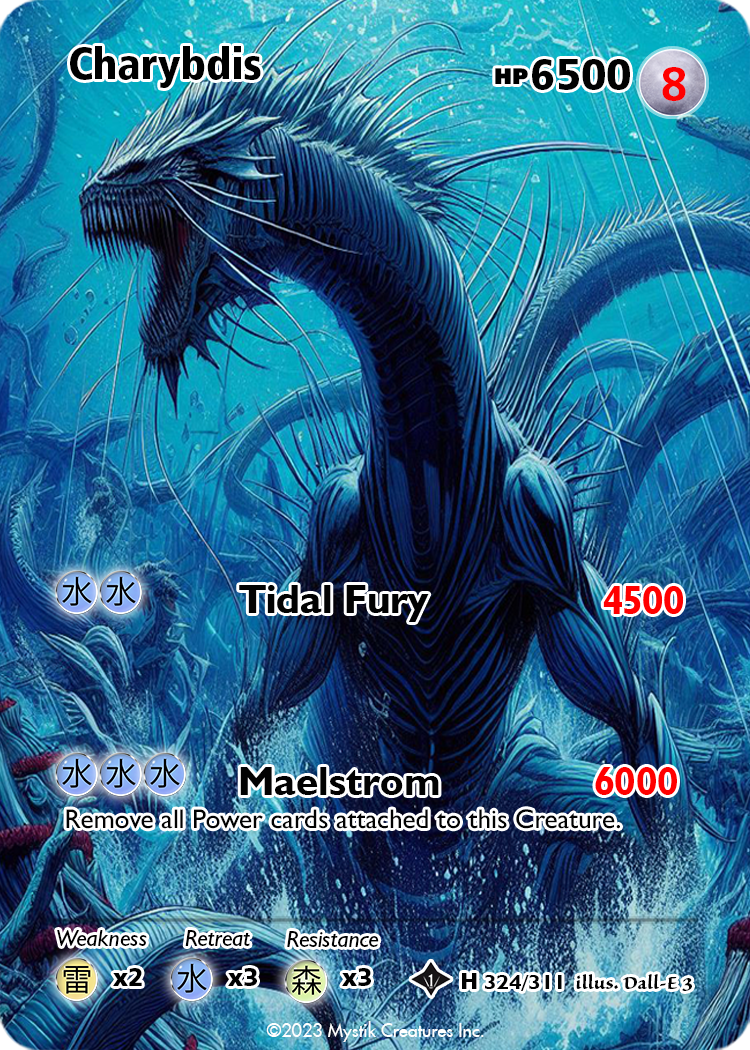 Charybdis HP6500 8
水水 Tidal Fury 4500
水水水 Maelstrom 6000
Remove all Power cards attached to this Creature.
Weakness Retreat Resistance
雷 x2 水 x3 森 x3 1 H 324/311 illus. Dall-E 3
©2023 Mystik Creatures Inc.